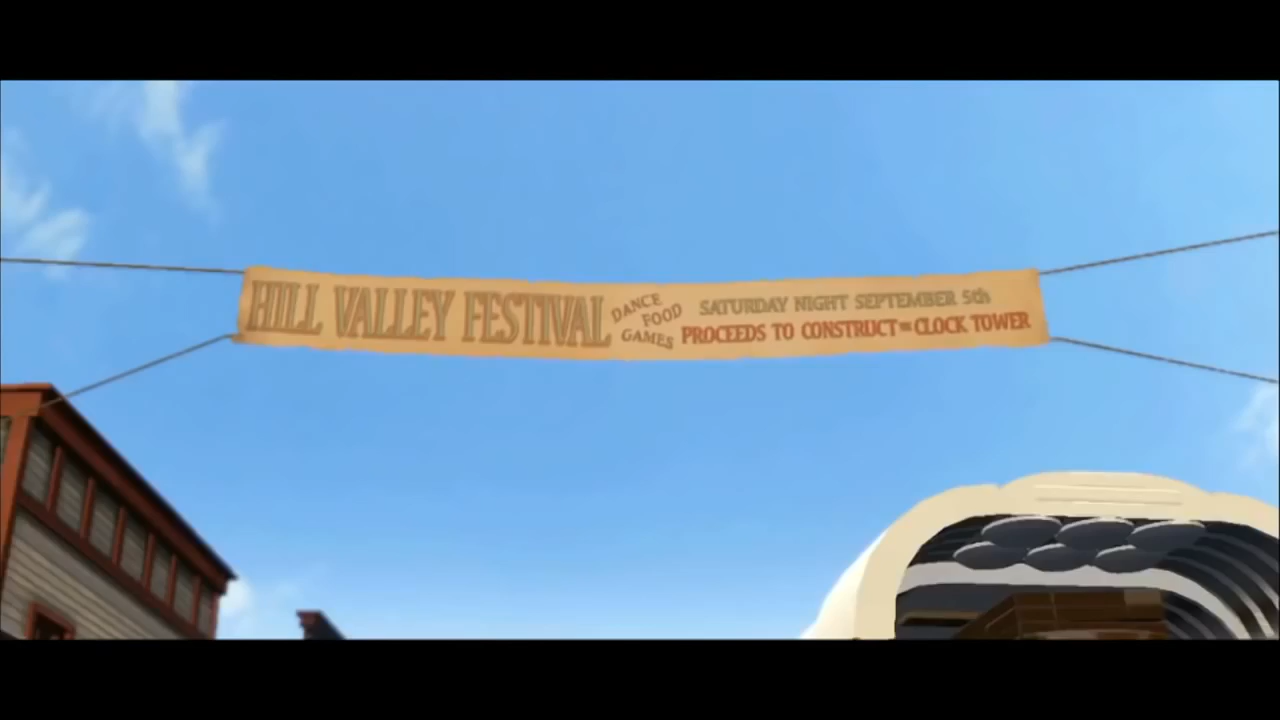 HILL VALLEY FESTIVAL
DANCE
FOOD
GAMES
SATURDAY NIGHT SEPTEMBER 5th
PROCEEDS TO CONSTRUCT CLOCK TOWER